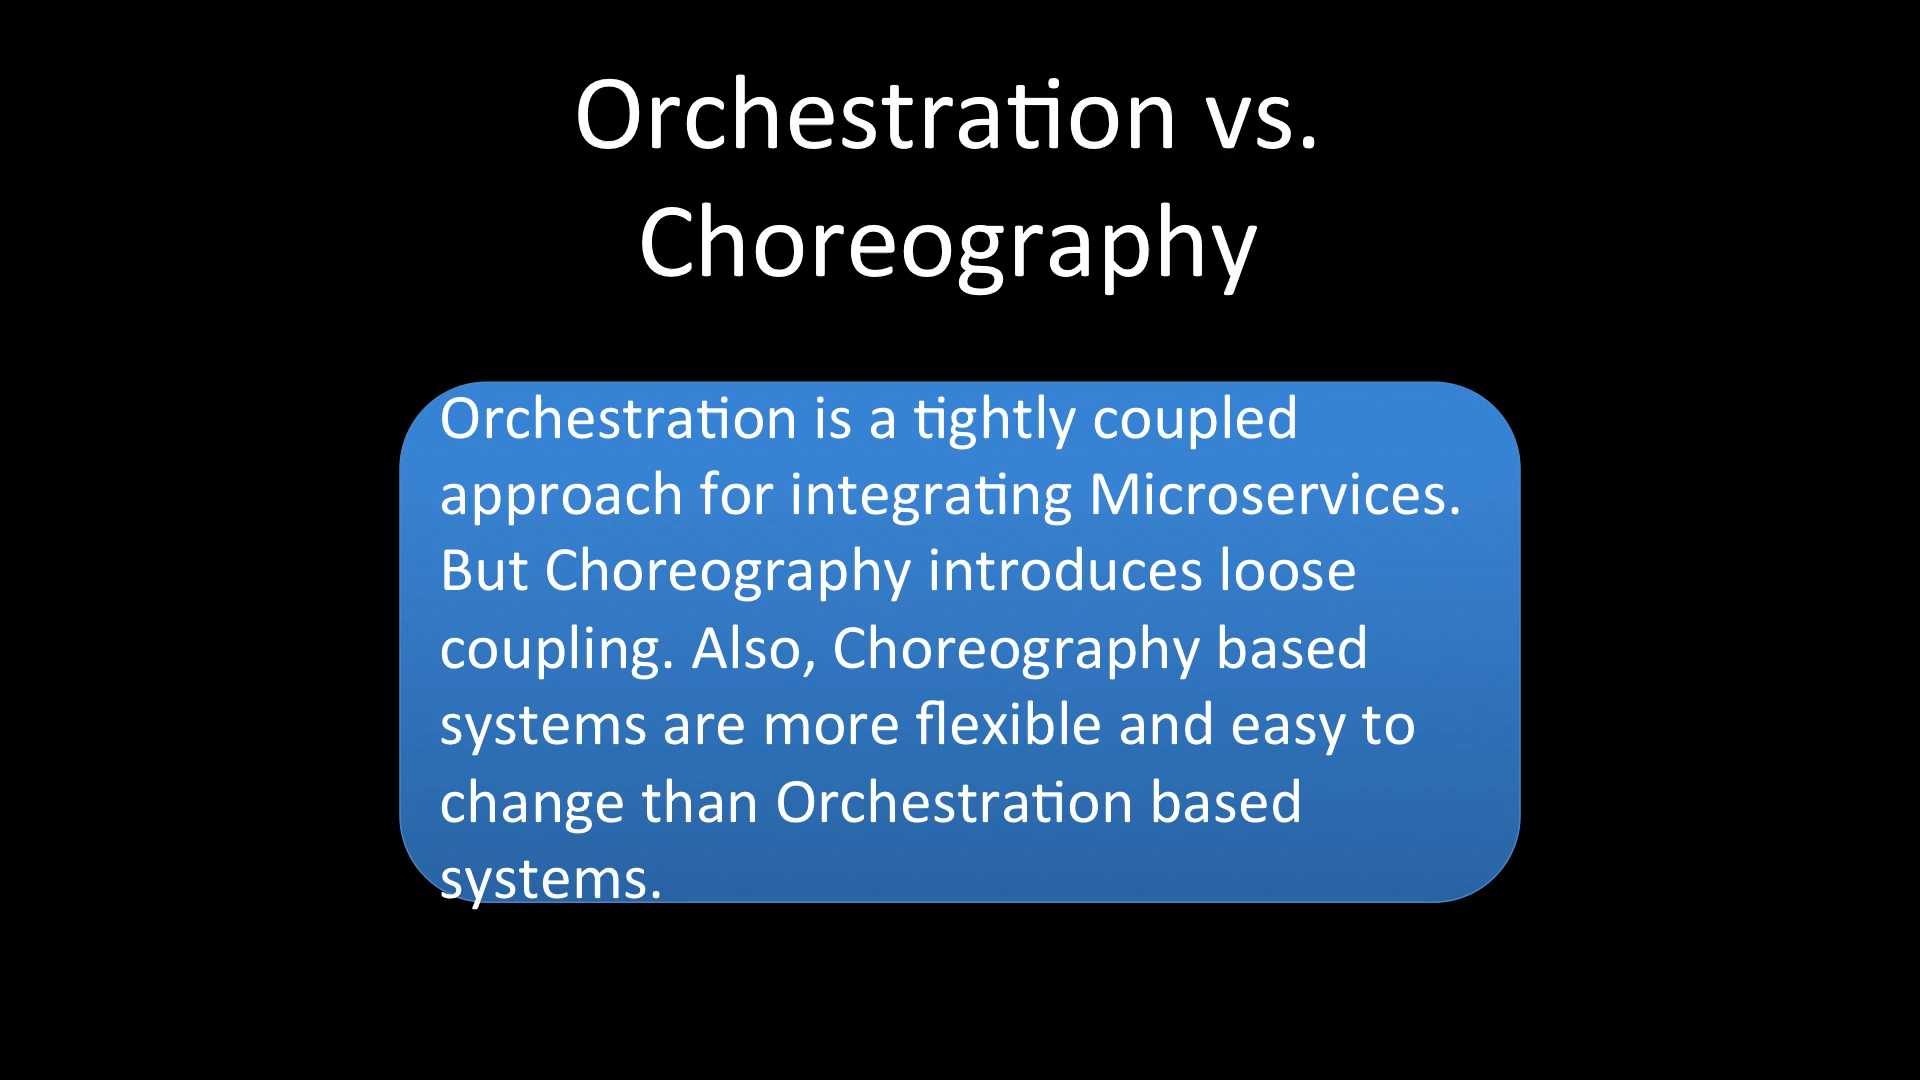 Orchestration vs.
Choreography
Orchestration is a tightly coupled
approach for integrating Microservices.
But Choreography introduces loose
coupling. Also, Choreography based
systems are more flexible and easy to
change than Orchestration based
systems.